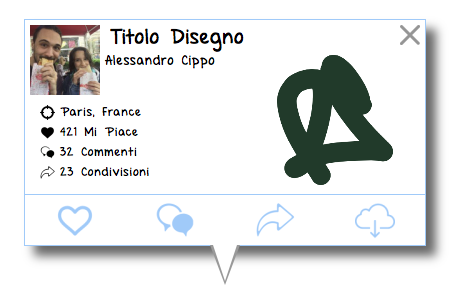 Titolo Disegno
Alessandro Cippo
Paris, France
421 Mi Piace
32 Commenti
23 Condivisioni